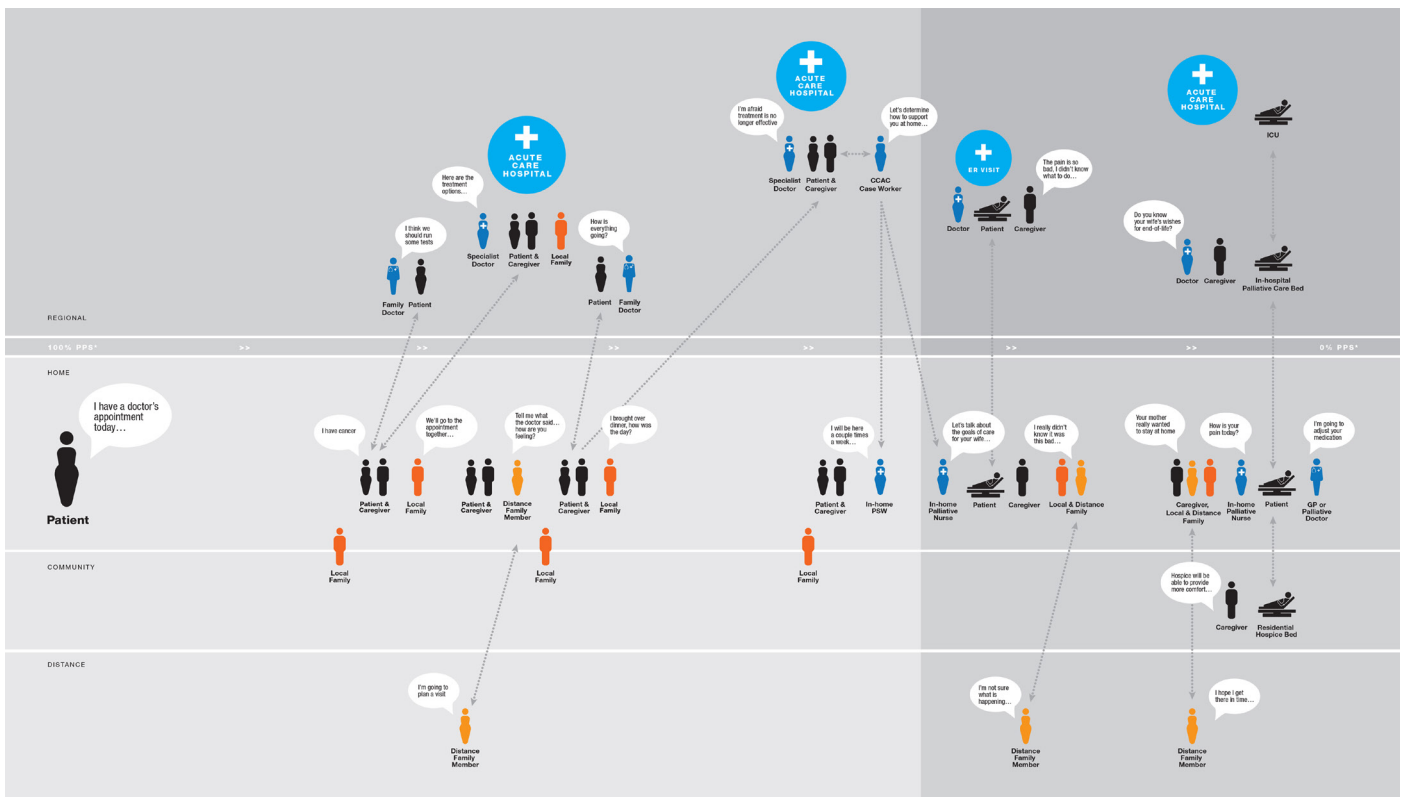 ACUTE
CARE
HOSPITAL
I'm afraid
treatment is no
longer effective
Let's determine
how to support
you at home…
Specialist
Doctor
Patient &
Caregiver
CCAC
Case Worker
ACUTE
CARE
HOSPITAL
ICU
ACUTE
CARE
HOSPITAL
Here are the
treatment
options…
Specialist
Doctor
Patient &
Caregiver
Local
Family
I think we
should run
some tests
Family
Doctor
Patient
How is
everything
going?
Patient
Family
Doctor
ER VISIT
The pain is so
bad, I didn't know
what to do…
Doctor
Patient
Caregiver
Do you know
your wife's wishes
for end-of-life?
Doctor
Caregiver
In-hospital
Palliative Care Bed
REGIONAL
100% PPS*
>>
>>
>>
>>
>>
>>
0% PPS*
HOME
I have a doctor's
appointment
today…
Patient
I have cancer
Patient &
Caregiver
We'll go to the
appointment
together…
Local
Family
Local
Family
Patient &
Caregiver
Tell me what
the doctor said…
how are you
feeling?
Distance
Family
Member
Local
Family
Patient &
Caregiver
I brought over
dinner, how was
the day?
Local
Family
Patient &
Caregiver
I will be here
a couple times
a week…
In-home
PSW
Local
Family
Let's talk about
the goals of care
for your wife…
In-home
Palliative
Nurse
Patient
Caregiver
I really didn't
know it was
this bad…
Local & Distance
Family
Your mother
really wanted
to stay at home
Caregiver,
Local & Distance
Family
How is your
pain today?
In-home
Palliative
Nurse
Patient
I'm going to
adjust your
medication
GP or
Palliative
Doctor
COMMUNITY
Hospice will be
able to provide
more comfort…
Caregiver
Residential
Hospice Bed
DISTANCE
I'm going to
plan a visit
Distance
Family
Member
I'm not sure
what is
happening…
Distance
Family
Member
I hope I get
there in time…
Distance
Family
Member